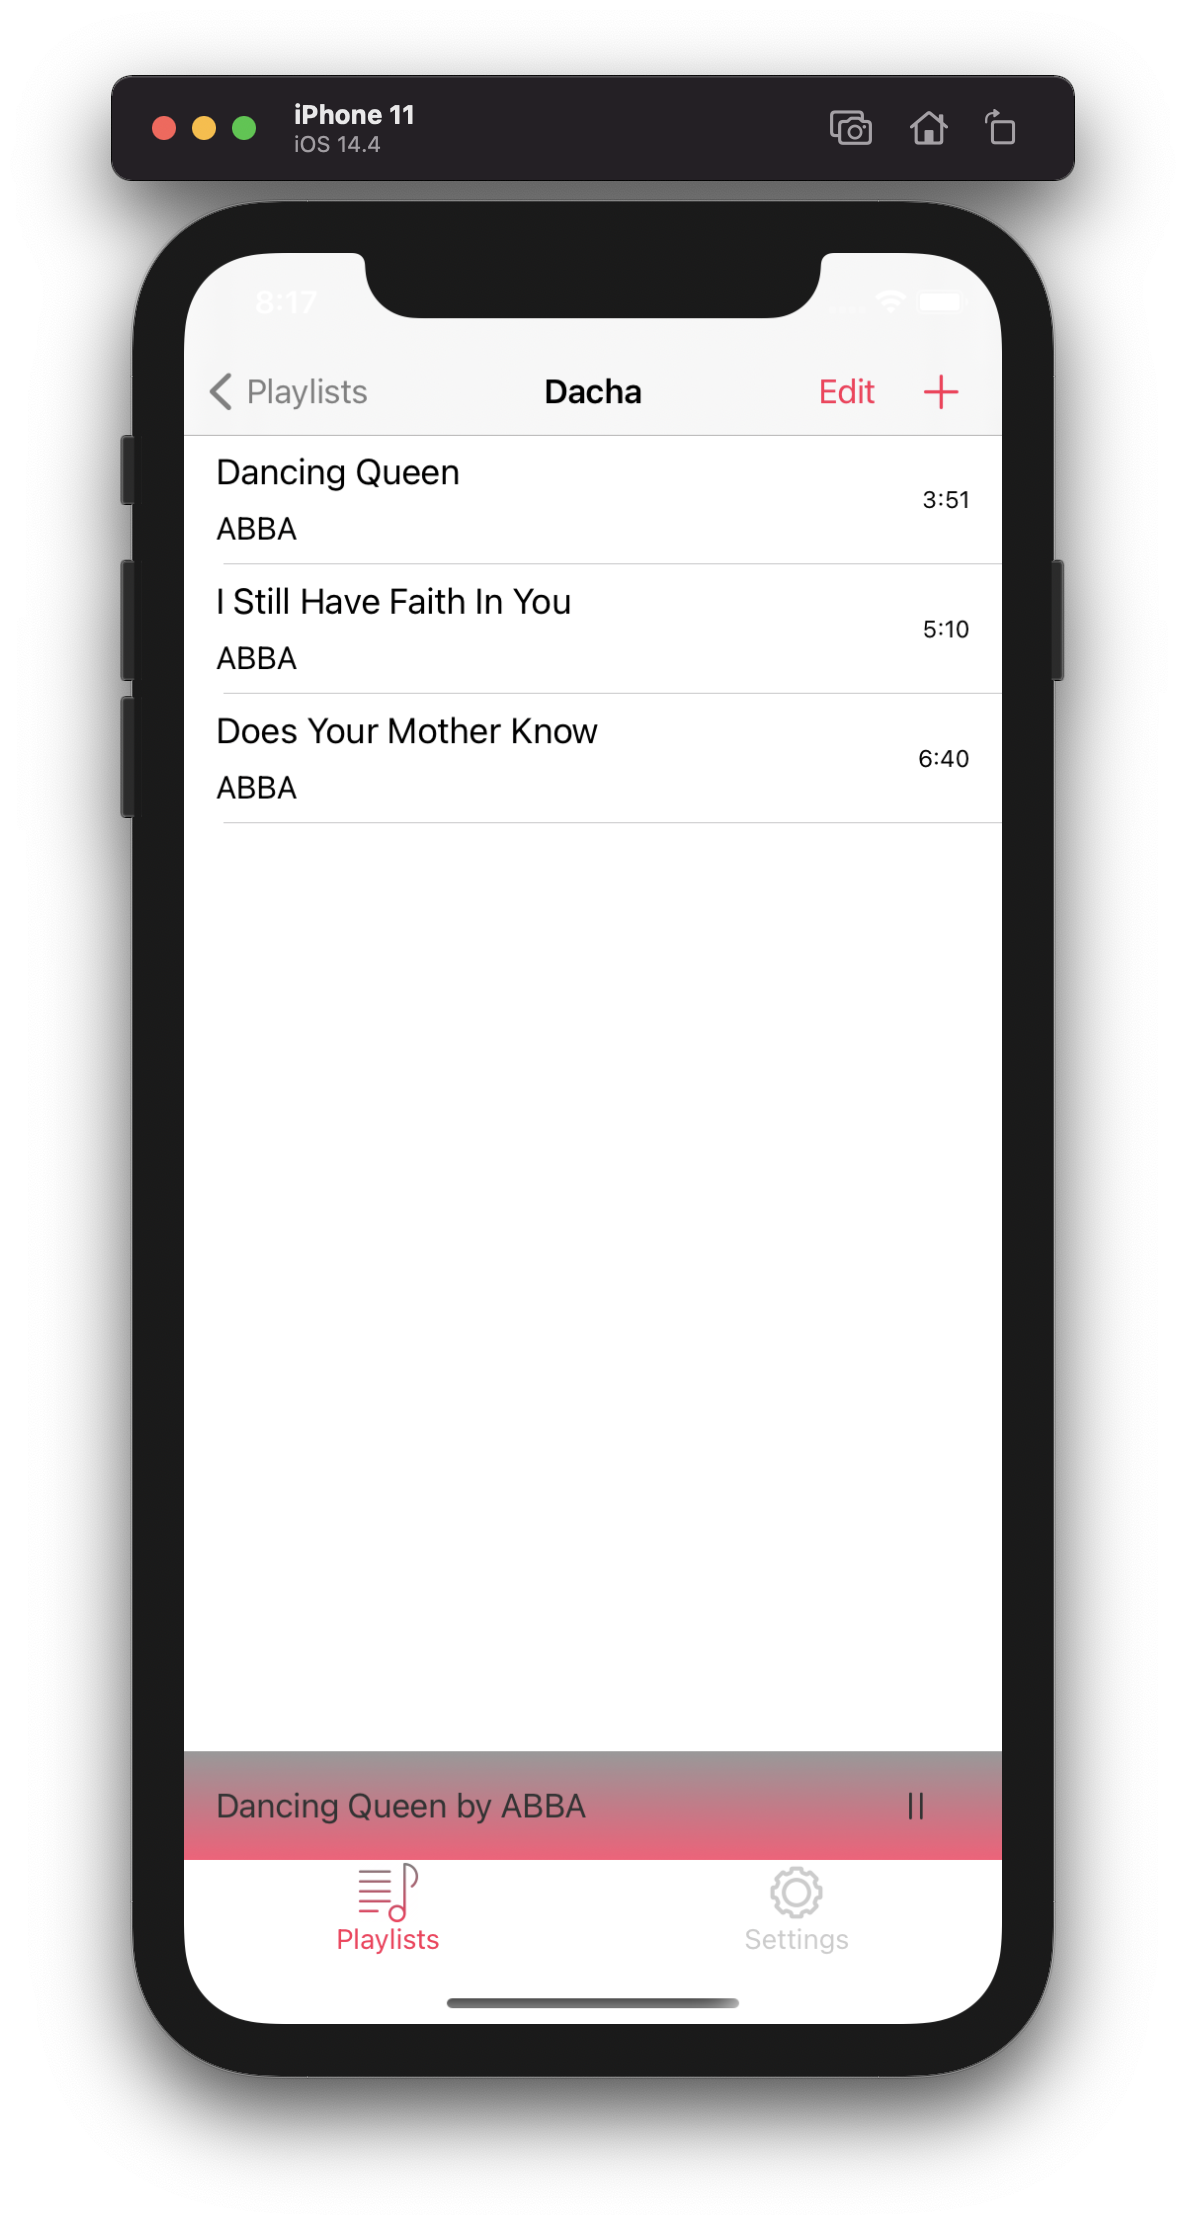 iPhone 11
iOS 14.4
8:17
Playlists
Dacha
Edit
Dancing Queen
3:51
ABBA
I Still Have Faith In You
5:10
ABBA
Does Your Mother Know
6:40
ABBA
Dancing Queen by ABBA
Playlists
Settings